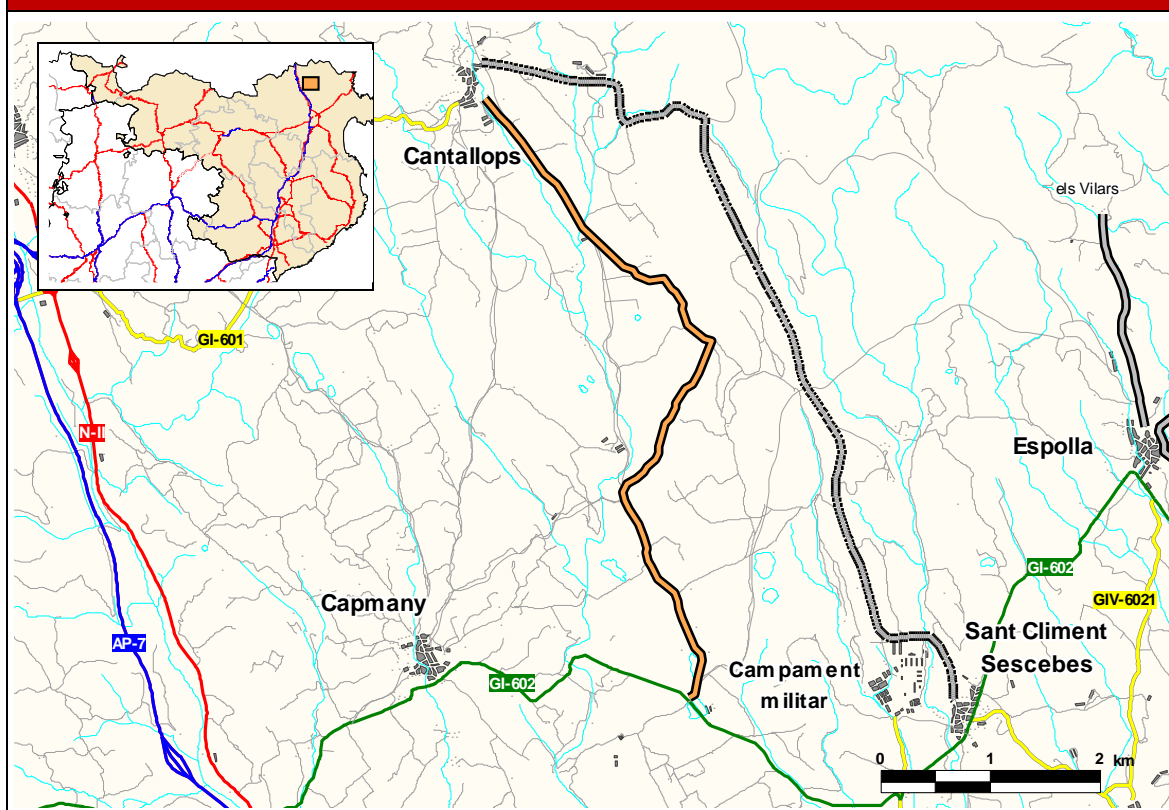 Cantallops
els Vilars
GI-601
N-II
Espolla
GI-602
GIV-6021
Capmany
Sant Climent
Sescebes
AP-7
GI-602
Campament
militar
0 1 2 km